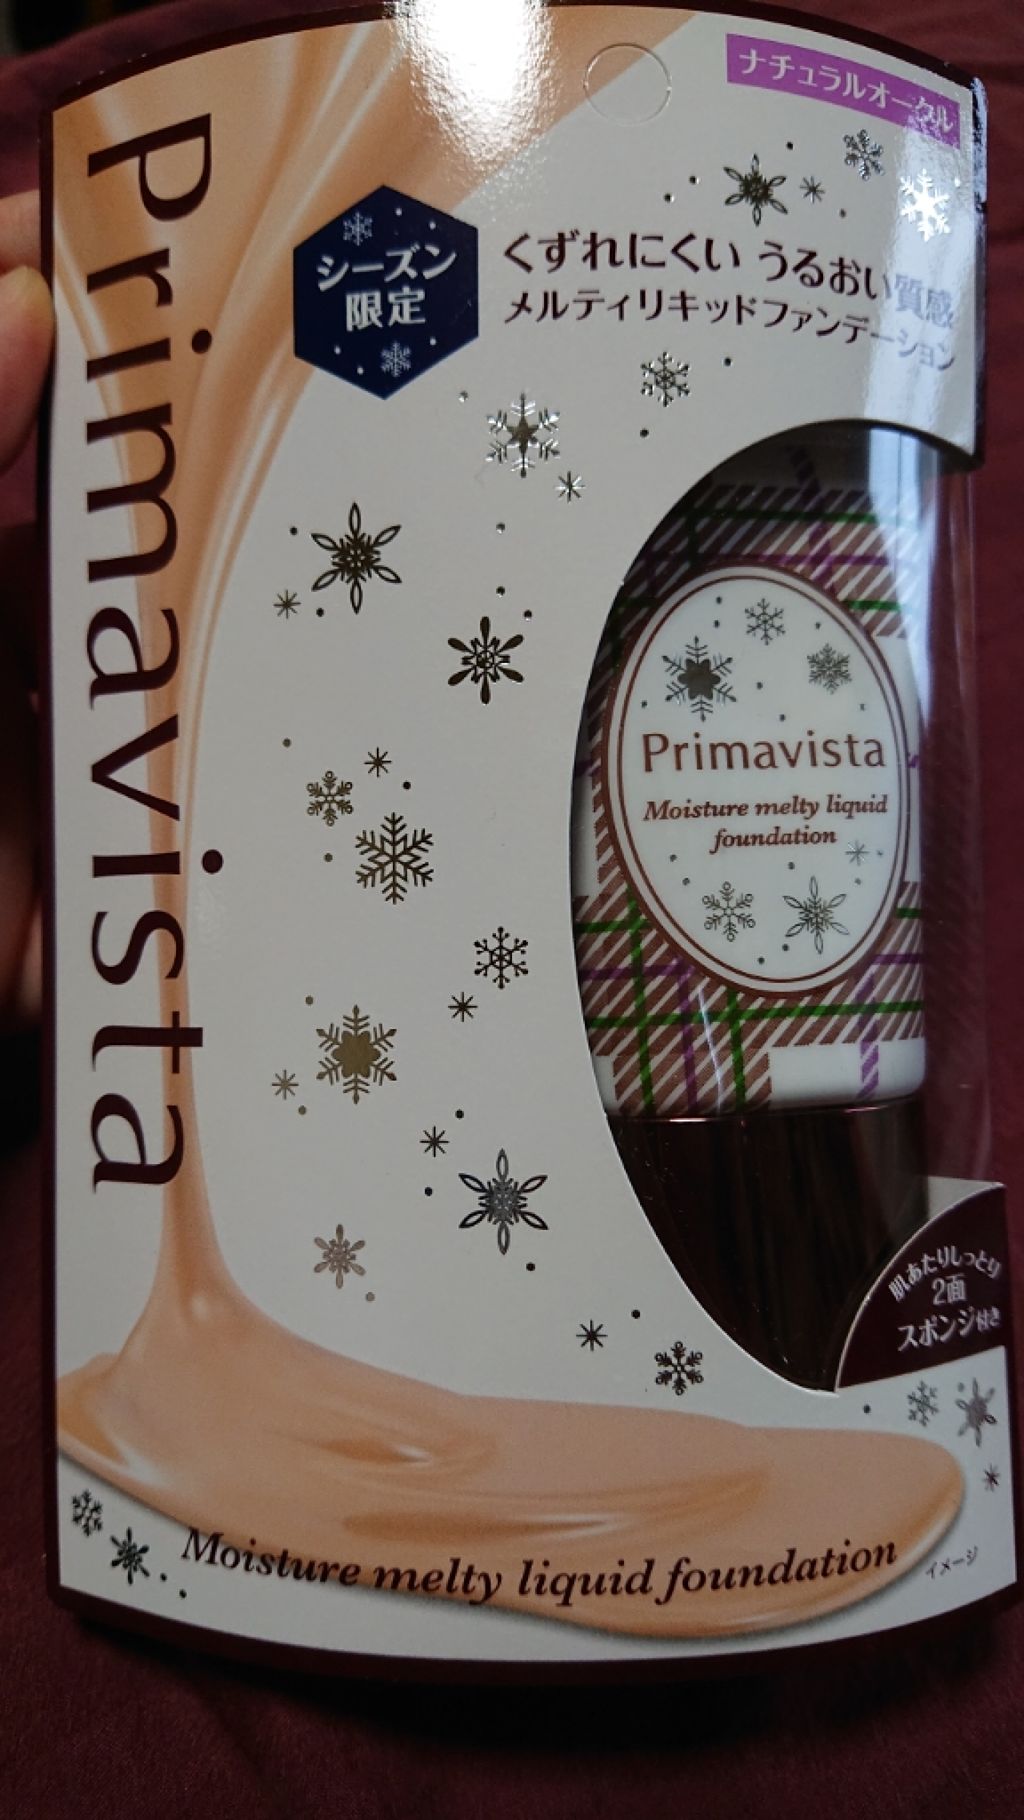 ナチュラルオークル
Primavista
シーズン
限定
くずれにくい うるおい質感
メルティリキッドファンデーション
Primavista
Moisture melty liquid
foundation
肌あたりしっとり
2面
スポンジ付き
Moisture melty liquid foundation
イメージ